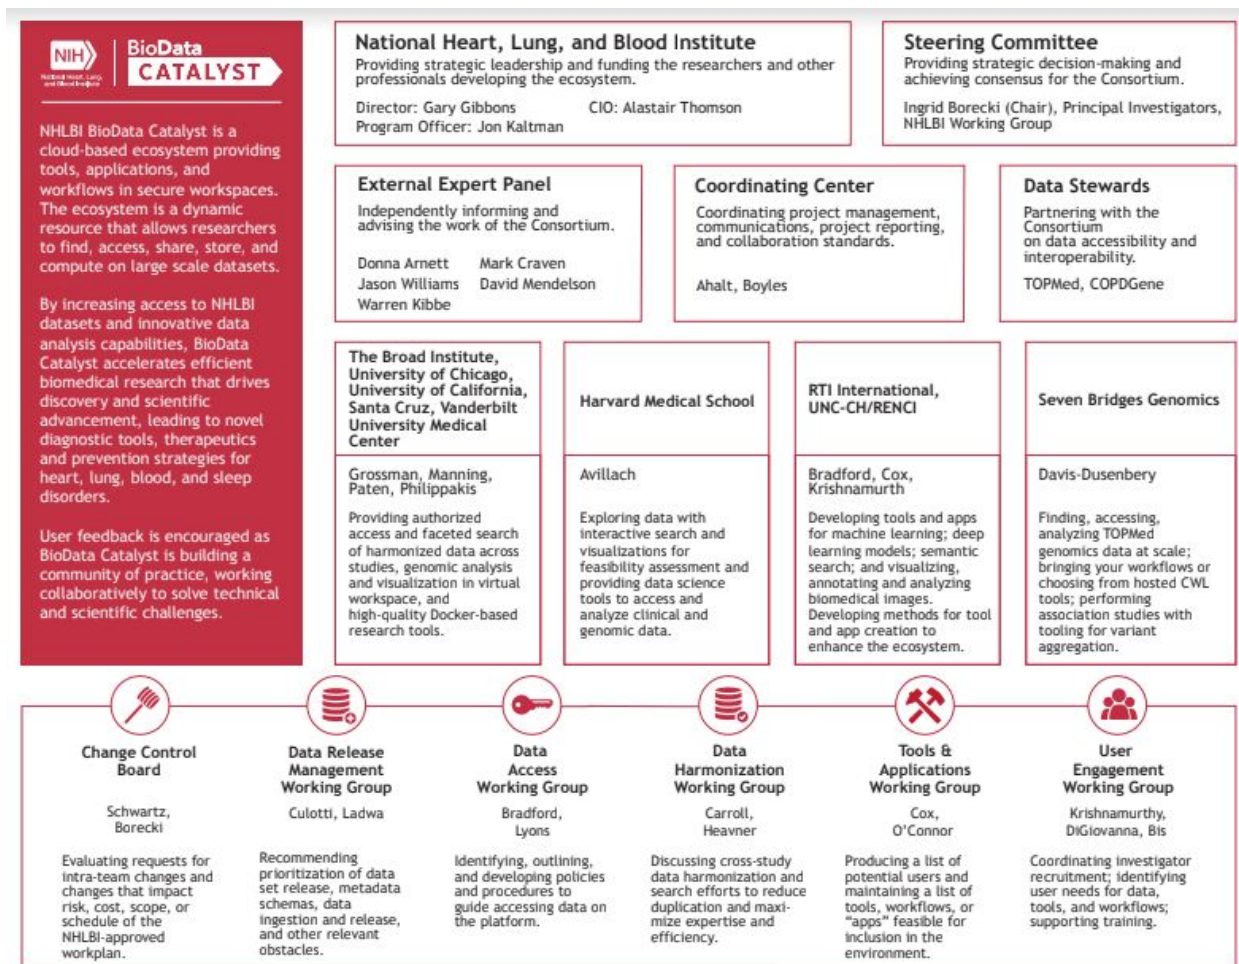 NIH
National Heart, Lung,
and Blood Institute
BioData
CATALYST
NHLBI BioData Catalyst is a
cloud-based ecosystem providing
tools, applications, and
workflows in secure workspaces.
The ecosystem is a dynamic
resource that allows researchers
to find, access, share, store, and
compute on large scale datasets.
By increasing access to NHLBI
datasets and innovative data
analysis capabilities, BioData
Catalyst accelerates efficient
biomedical research that drives
discovery and scientific
advancement, leading to novel
diagnostic tools, therapeutics
and prevention strategies for
heart, lung, blood, and sleep
disorders.
User feedback is encouraged as
BioData Catalyst is building a
community of practice, working
collaboratively to solve technical
and scientific challenges.
National Heart, Lung, and Blood Institute
Providing strategic leadership and funding the researchers and other
professionals developing the ecosystem.
Director: Gary Gibbons CIO: Alastair Thomson
Program Officer: Jon Kaltman
Steering Committee
Providing strategic decision-making and
achieving consensus for the Consortium.
Ingrid Borecki (Chair), Principal Investigators,
NHLBI Working Group
External Expert Panel
Independently informing and
advising the work of the Consortium.
Donna Arnett Mark Craven
Jason Williams David Mendelson
Warren Kibbe
Coordinating Center
Coordinating project management,
communications, project reporting,
and collaboration standards.
Ahalt, Boyles
Data Stewards
Partnering with the
Consortium
on data accessibility and
interoperability.
TOPMed, COPDGene
The Broad Institute,
University of Chicago,
University of California,
Santa Cruz, Vanderbilt
University Medical
Center
Grossman, Manning,
Paten, Philippakis
Providing authorized
access and faceted search
of harmonized data across
studies, genomic analysis
and visualization in virtual
workspace, and
high-quality Docker-based
research tools.
Harvard Medical School
Avillach
Exploring data with
interactive search and
visualizations for
feasibility assessment and
providing data science
tools to access and
analyze clinical and
genomic data.
RTI International,
UNC-CH/RENCI
Bradford, Cox,
Krishnamurth
Developing tools and apps
for machine learning; deep
learning models; semantic
search; and visualizing,
annotating and analyzing
biomedical images.
Developing methods for tool
and app creation to
enhance the ecosystem.
Seven Bridges Genomics
Davis-Dusenbery
Finding, accessing,
analyzing TOPMed
genomics data at scale;
bringing your workflows or
choosing from hosted CWL
tools; performing
association studies with
tooling for variant
aggregation.
Change Control
Board
Schwartz,
Borecki
Evaluating requests for
intra-team changes and
changes that impact
risk, cost, scope, or
schedule of the
NHLBI-approved
workplan.
Data Release
Management
Working Group
Culotti, Ladwa
Recommending
prioritization of data
set release, metadata
schemas, data
ingestion and release,
and other relevant
obstacles.
Data
Access
Working Group
Bradford,
Lyons
Identifying, outlining,
and developing policies
and procedures to
guide accessing data on
the platform.
Data
Harmonization
Working Group
Carroll,
Heavner
Discussing cross-study
data harmonization and
search efforts to reduce
duplication and maxi-
mize expertise and
efficiency.
Tools &
Applications
Working Group
Cox,
O'Connor
Producing a list of
potential users and
maintaining a list of
tools, workflows, or
"apps" feasible for
inclusion in the
environment.
User
Engagement
Working Group
Krishnamurthy,
DiGiovanna, Bis
Coordinating investigator
recruitment; identifying
user needs for data,
tools, and workflows;
supporting training.